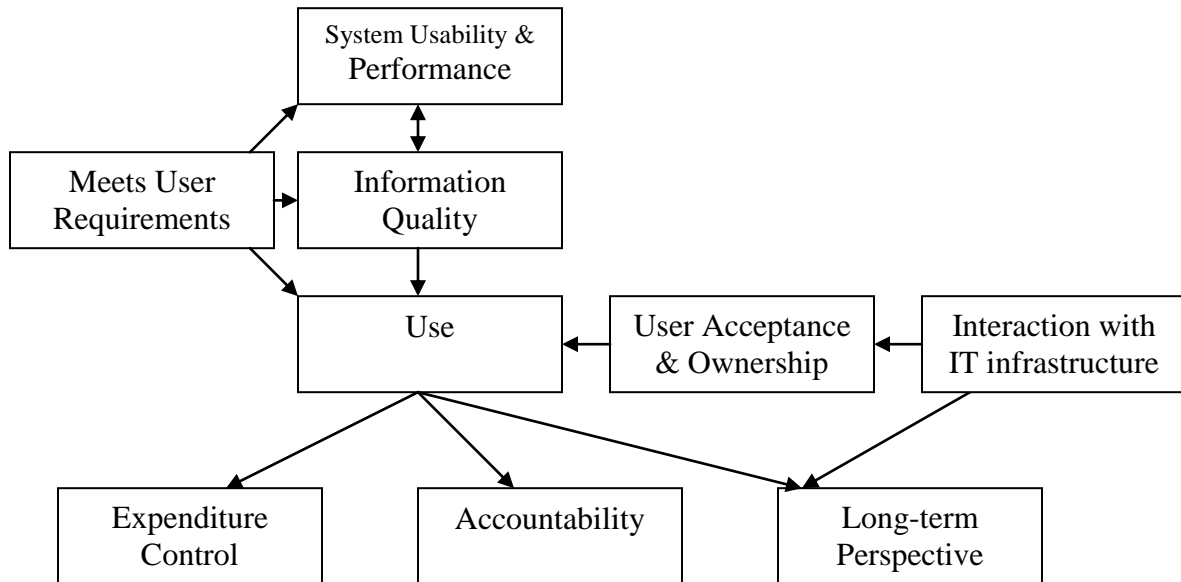 System Usability &
Performance
Meets User
Requirements
Information
Quality
Use
User Acceptance
& Ownership
Interaction with
IT infrastructure
Expenditure
Control
Accountability
Long-term
Perspective